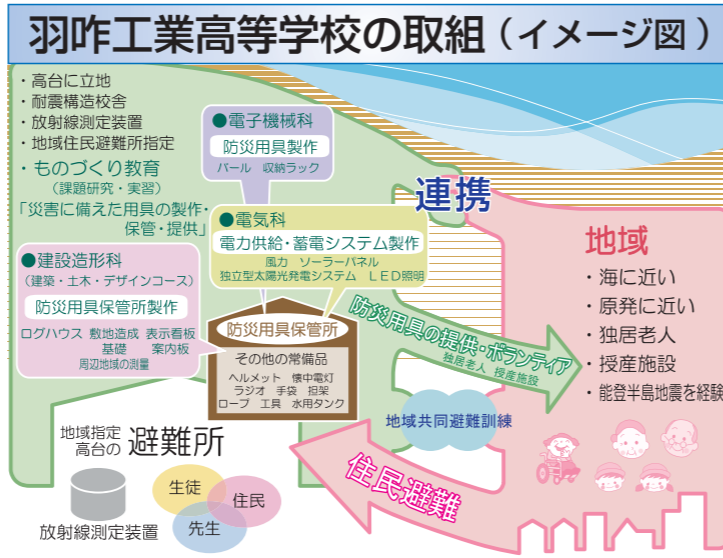 羽咋工業高等学校の取組（イメージ図）
・高台に立地
・耐震構造校舎
・放射線測定装置
・地域住民避難所指定
・ものづくり教育
（課題研究・実習）
「災害に備えた用具の製作・
保管・提供」
●電子機械科
防災用具製作
バール 収納ラック
●電気科
電力供給・蓄電システム製作
風力 ソーラーパネル
独立型太陽光発電システム LED照明
●建設造形科
（建築・土木・デザインコース）
防災用具保管所製作
ログハウス 敷地造成 表示看板
基礎 案内板
周辺地域の測量
防災用具保管所
その他の常備品
ヘルメット 懐中電灯
ラジオ 手袋 担架
ロープ 工具 水用タンク
連携
防災用具の提供・ボランティア
独居老人 授産施設
地域
・海に近い
・原発に近い
・独居老人
・授産施設
・能登半島地震を経験
地域共同避難訓練
住民避難
地域指定
高台の 避難所
放射線測定装置
生徒
住民
先生